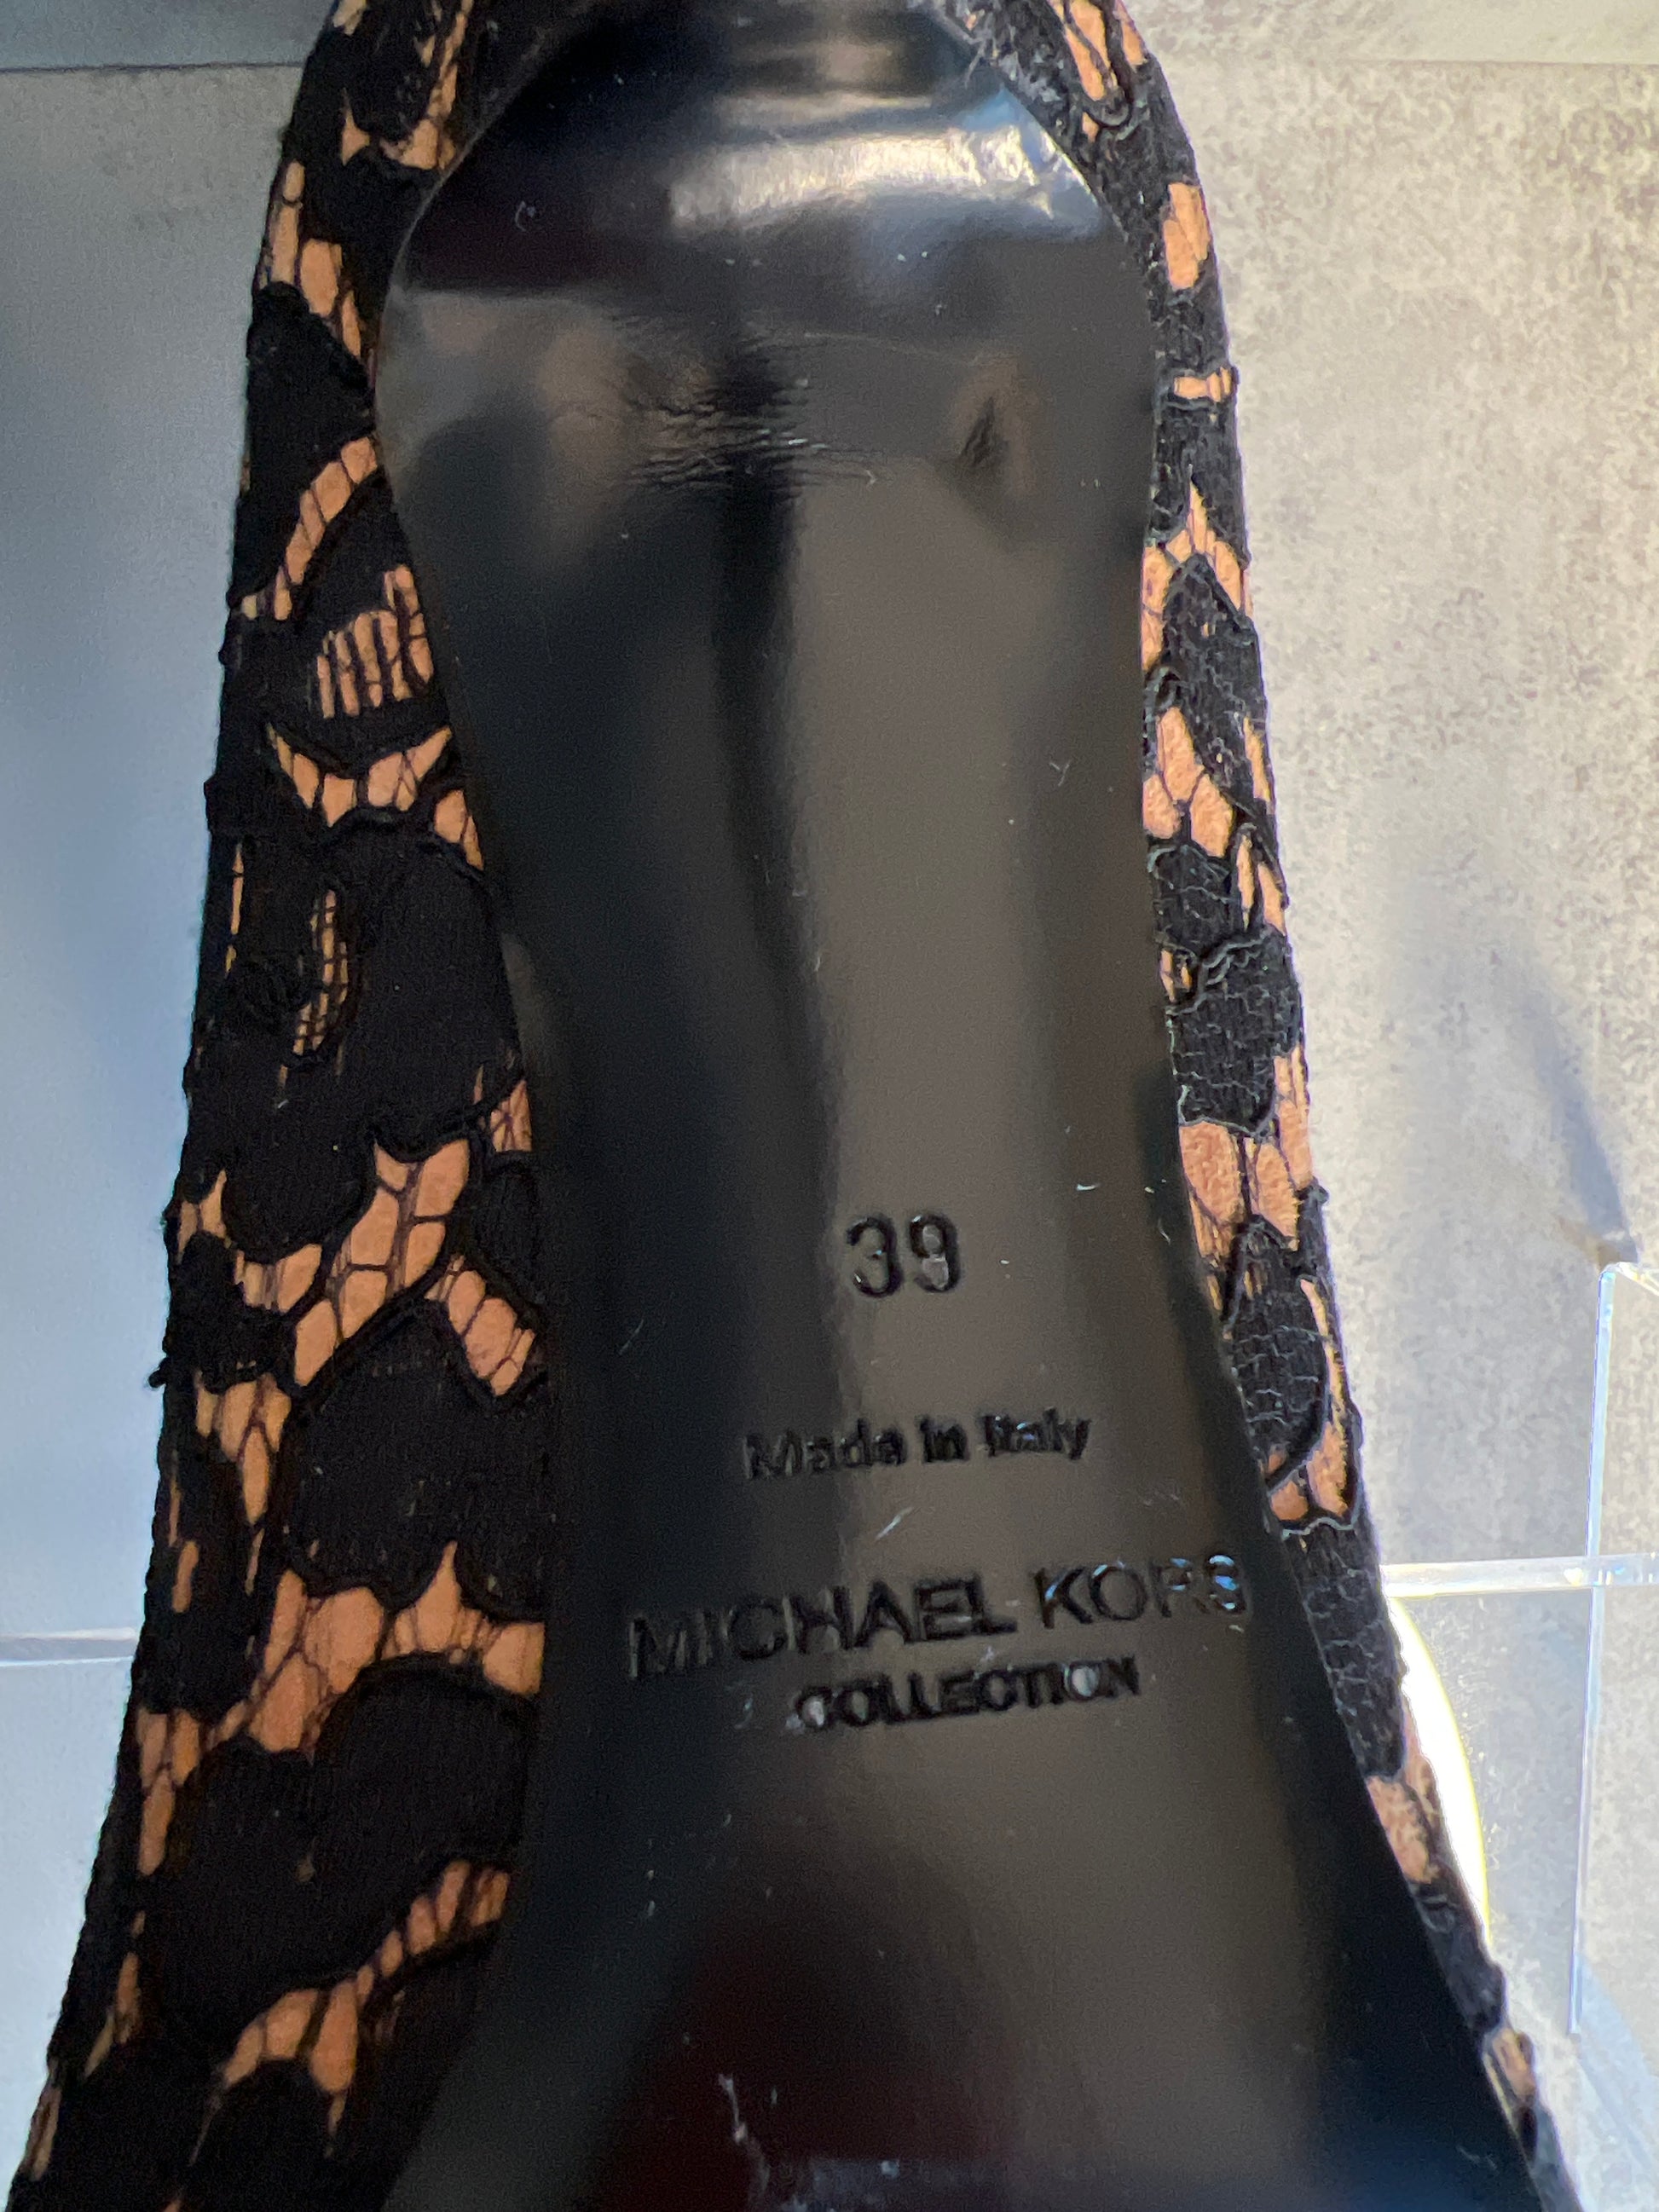 39
Made in Italy
MICHAEL KORS
COLLECTION